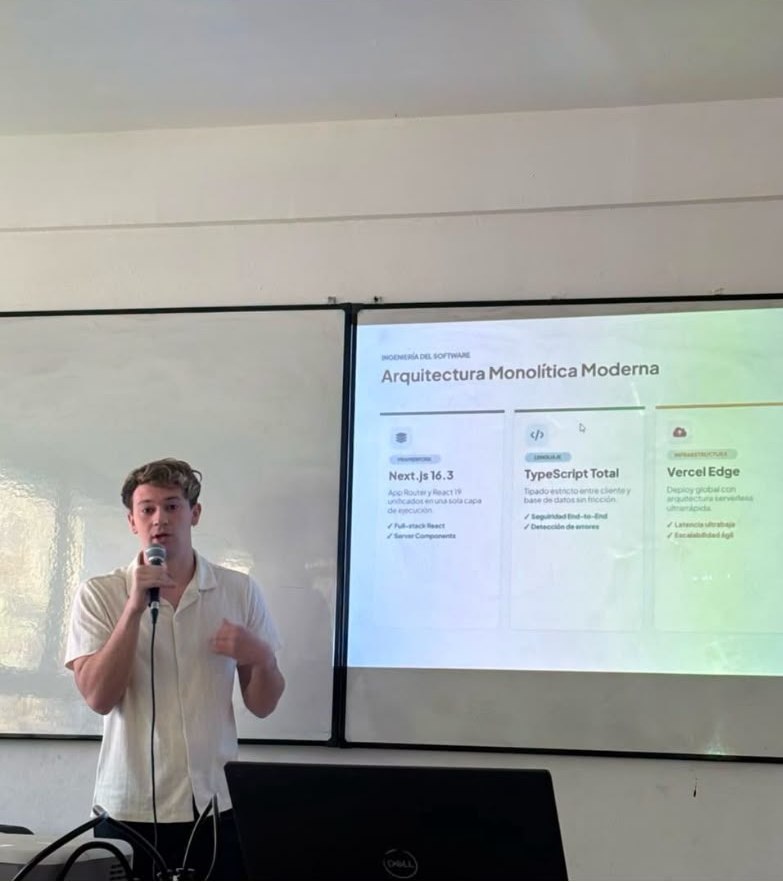 INGENIERÍA DEL SOFTWARE
Arquitectura Monolítica Moderna
FRAMEWORK
Next.js 16.3
App Router y React 19
unificados en una sola capa
de ejecución.
✓ Full-stack React
✓ Server Components
</>
LENGUAJE
TypeScript Total
Tipado estricto entre cliente y
base de datos sin fricción.
✓ Seguridad End-to-End
✓ Detección de errores
INFRAESTRUCTURA
Vercel Edge
Deploy global con
arquitectura serverless
ultrarrápida.
✓ Latencia ultrabaja
✓ Escalabilidad Ágil
DELL